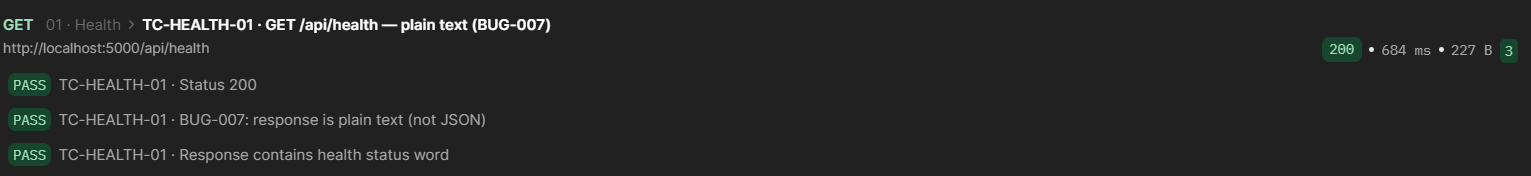 GET 01 · Health > TC-HEALTH-01 · GET /api/health — plain text (BUG-007)
http://localhost:5000/api/health
200 • 684 ms • 227 B 3
PASS TC-HEALTH-01 · Status 200
PASS TC-HEALTH-01 · BUG-007: response is plain text (not JSON)
PASS TC-HEALTH-01 · Response contains health status word